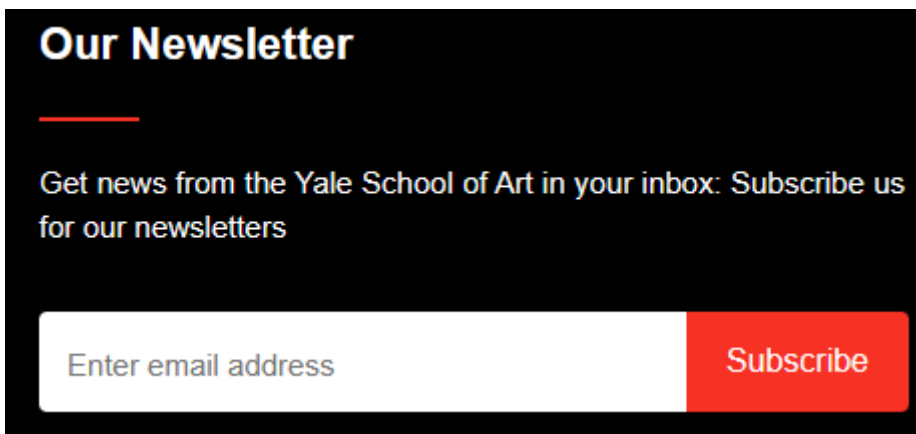 Our Newsletter
Get news from the Yale School of Art in your inbox: Subscribe us
for our newsletters
Enter email address
Subscribe